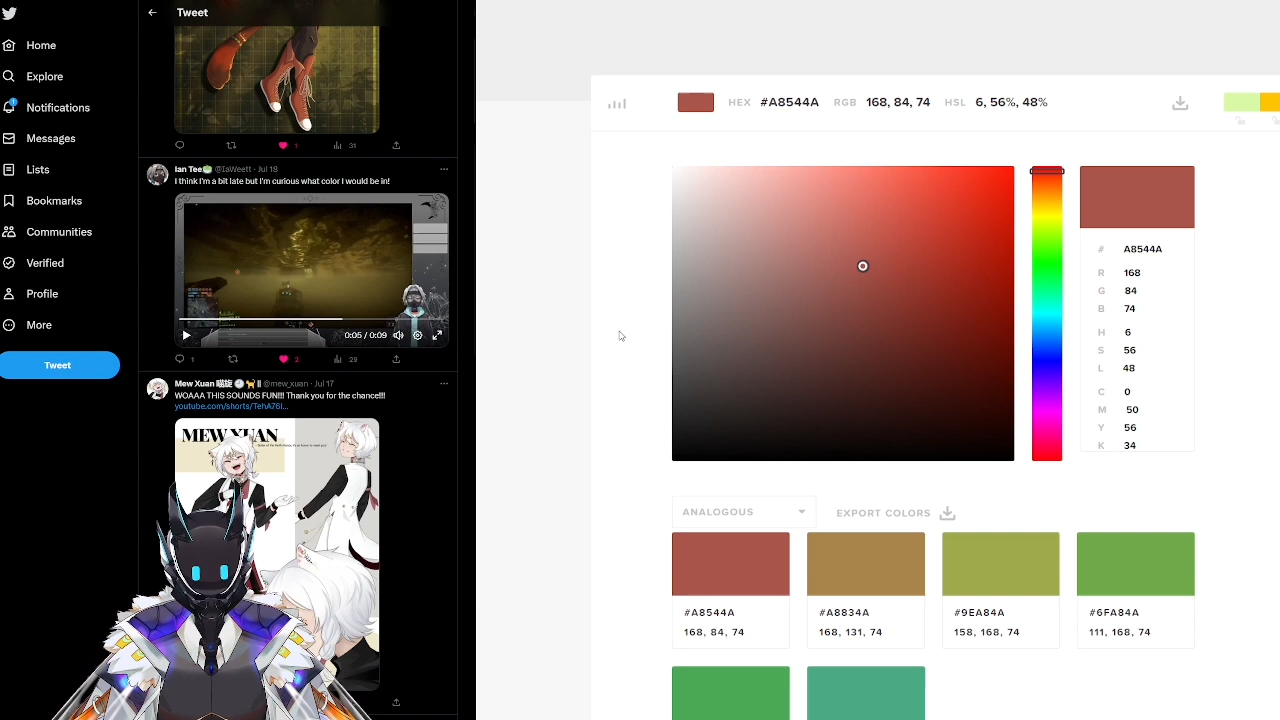 Tweet
Home
Explore
1
Notifications
Messages
Lists
Bookmarks
Communities
Verified
Profile
More
Tweet
1
31
Ian Tee @IaWeett · Jul 18
I think I'm a bit late but I'm curious what color I would be in!
0:05 / 0:09
1
2
29
Mew Xuan 瞄旋 II @mew_xuan · Jul 17
WOAAA THIS SOUNDS FUN!!! Thank you for the chance!!!
youtube.com/shorts/TehA76I...
MEW XUAN
HEX #A8544A RGB 168, 84, 74 HSL 6, 56%, 48%
# A8544A
R 168
G 84
B 74
H 6
S 56
L 48
C 0
M 50
Y 56
K 34
ANALOGOUS
EXPORT COLORS
#A8544A
168, 84, 74
#A8834A
168, 131, 74
#9EA84A
158, 168, 74
#6FA84A
111, 168, 74